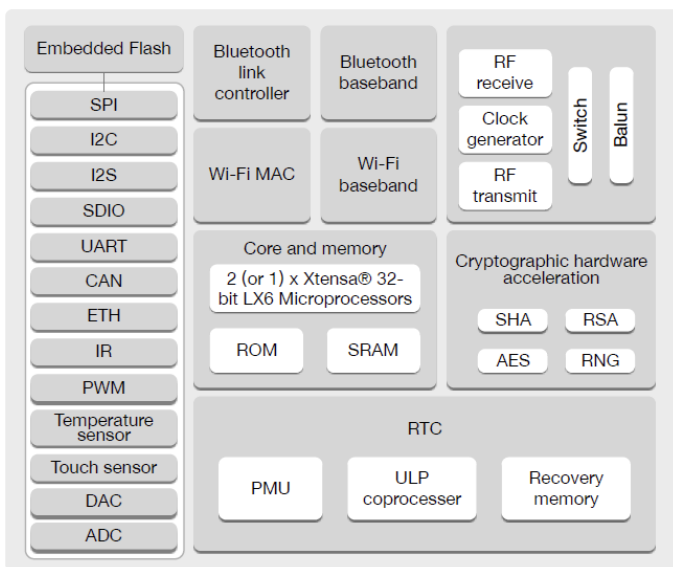 Embedded Flash
SPI
I2C
I2S
SDIO
UART
CAN
ETH
IR
PWM
Temperature
sensor
Touch sensor
DAC
ADC
Bluetooth
link
controller
Bluetooth
baseband
Wi-Fi MAC
Wi-Fi
baseband
RF
receive
Clock
generator
RF
transmit
Switch
Balun
Core and memory
2 (or 1) x Xtensa® 32-
bit LX6 Microprocessors
ROM
SRAM
Cryptographic hardware
acceleration
SHA
RSA
AES
RNG
RTC
PMU
ULP
coprocesser
Recovery
memory